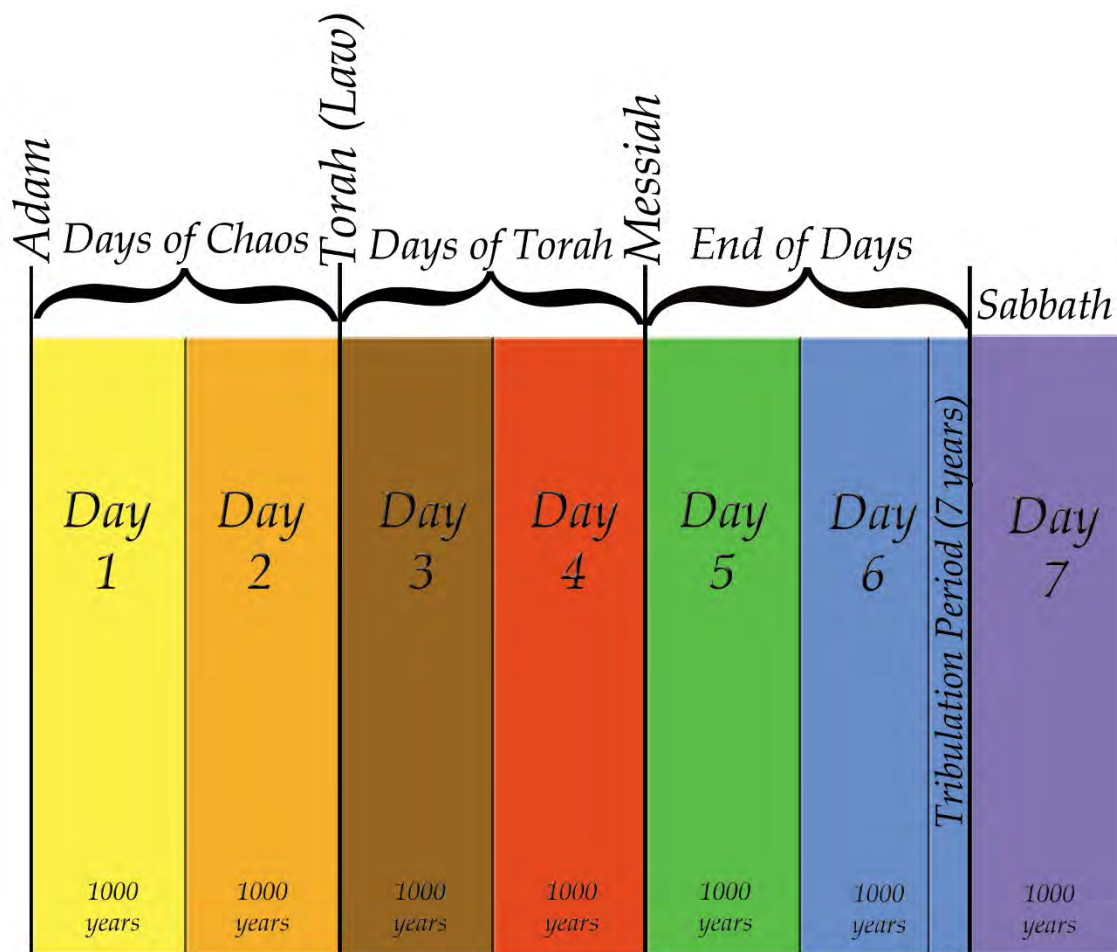 Adam
Torah (Law)
Messiah
Days of Chaos
Days of Torah
End of Days
Sabbath
Day
1
Day
2
Day
3
Day
4
Day
5
Day
6
Tribulation Period (7 years)
Day
7
1000
years
1000
years
1000
years
1000
years
1000
years
1000
years
1000
years